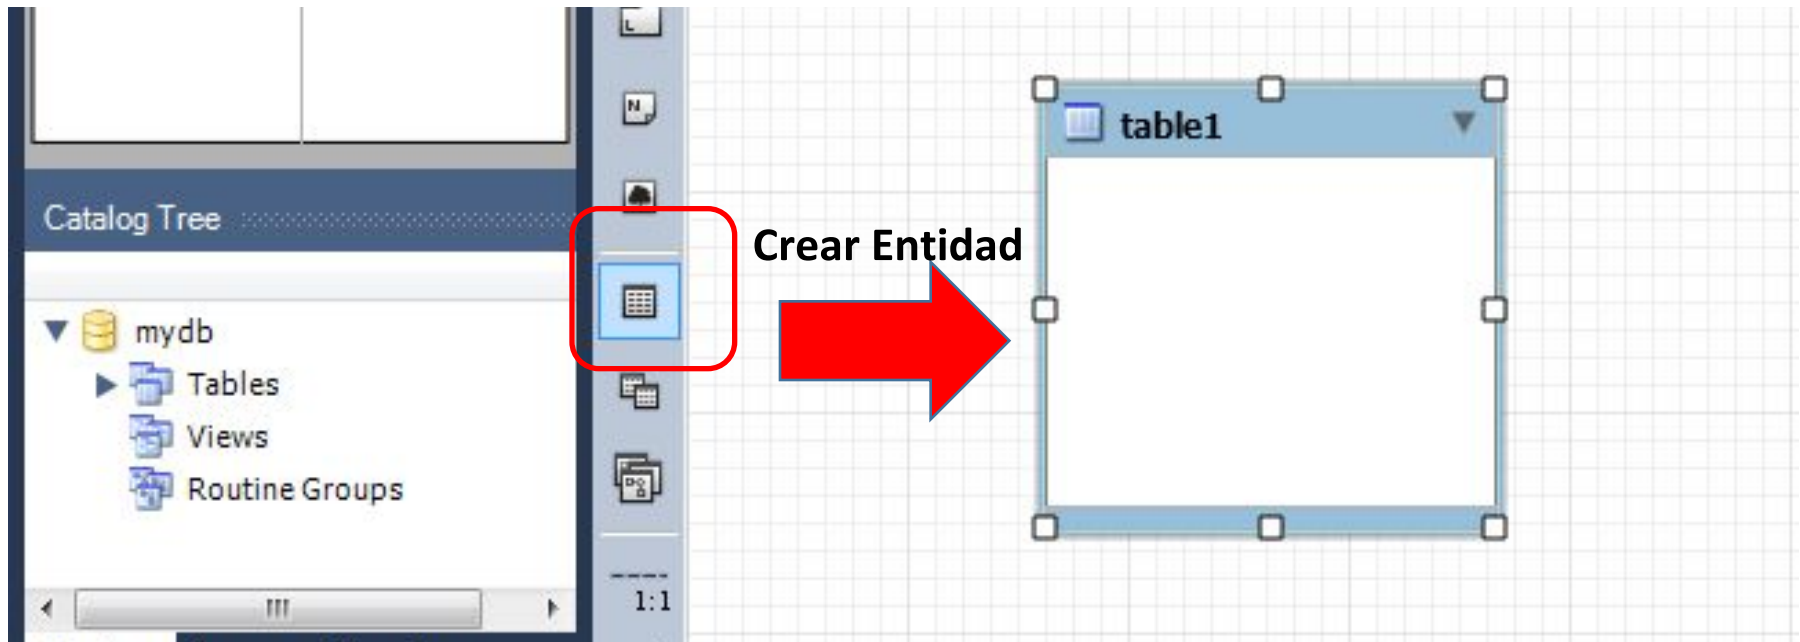 L
N
table1
Catalog Tree
Crear Entidad
mydb
Tables
Views
Routine Groups
1:1